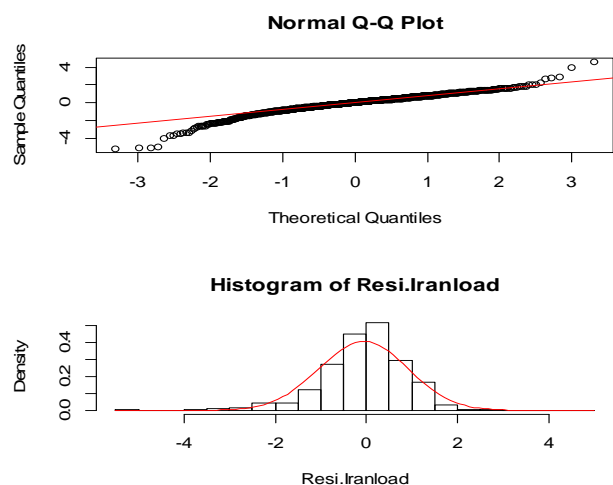 Normal Q-Q Plot
Sample Quantiles
4
0
-4
-3 -2 -1 0 1 2 3
Theoretical Quantiles
Histogram of Resi.Iranload
Density
0.4
0.2
0.0
-4 -2 0 2 4
Resi.Iranload